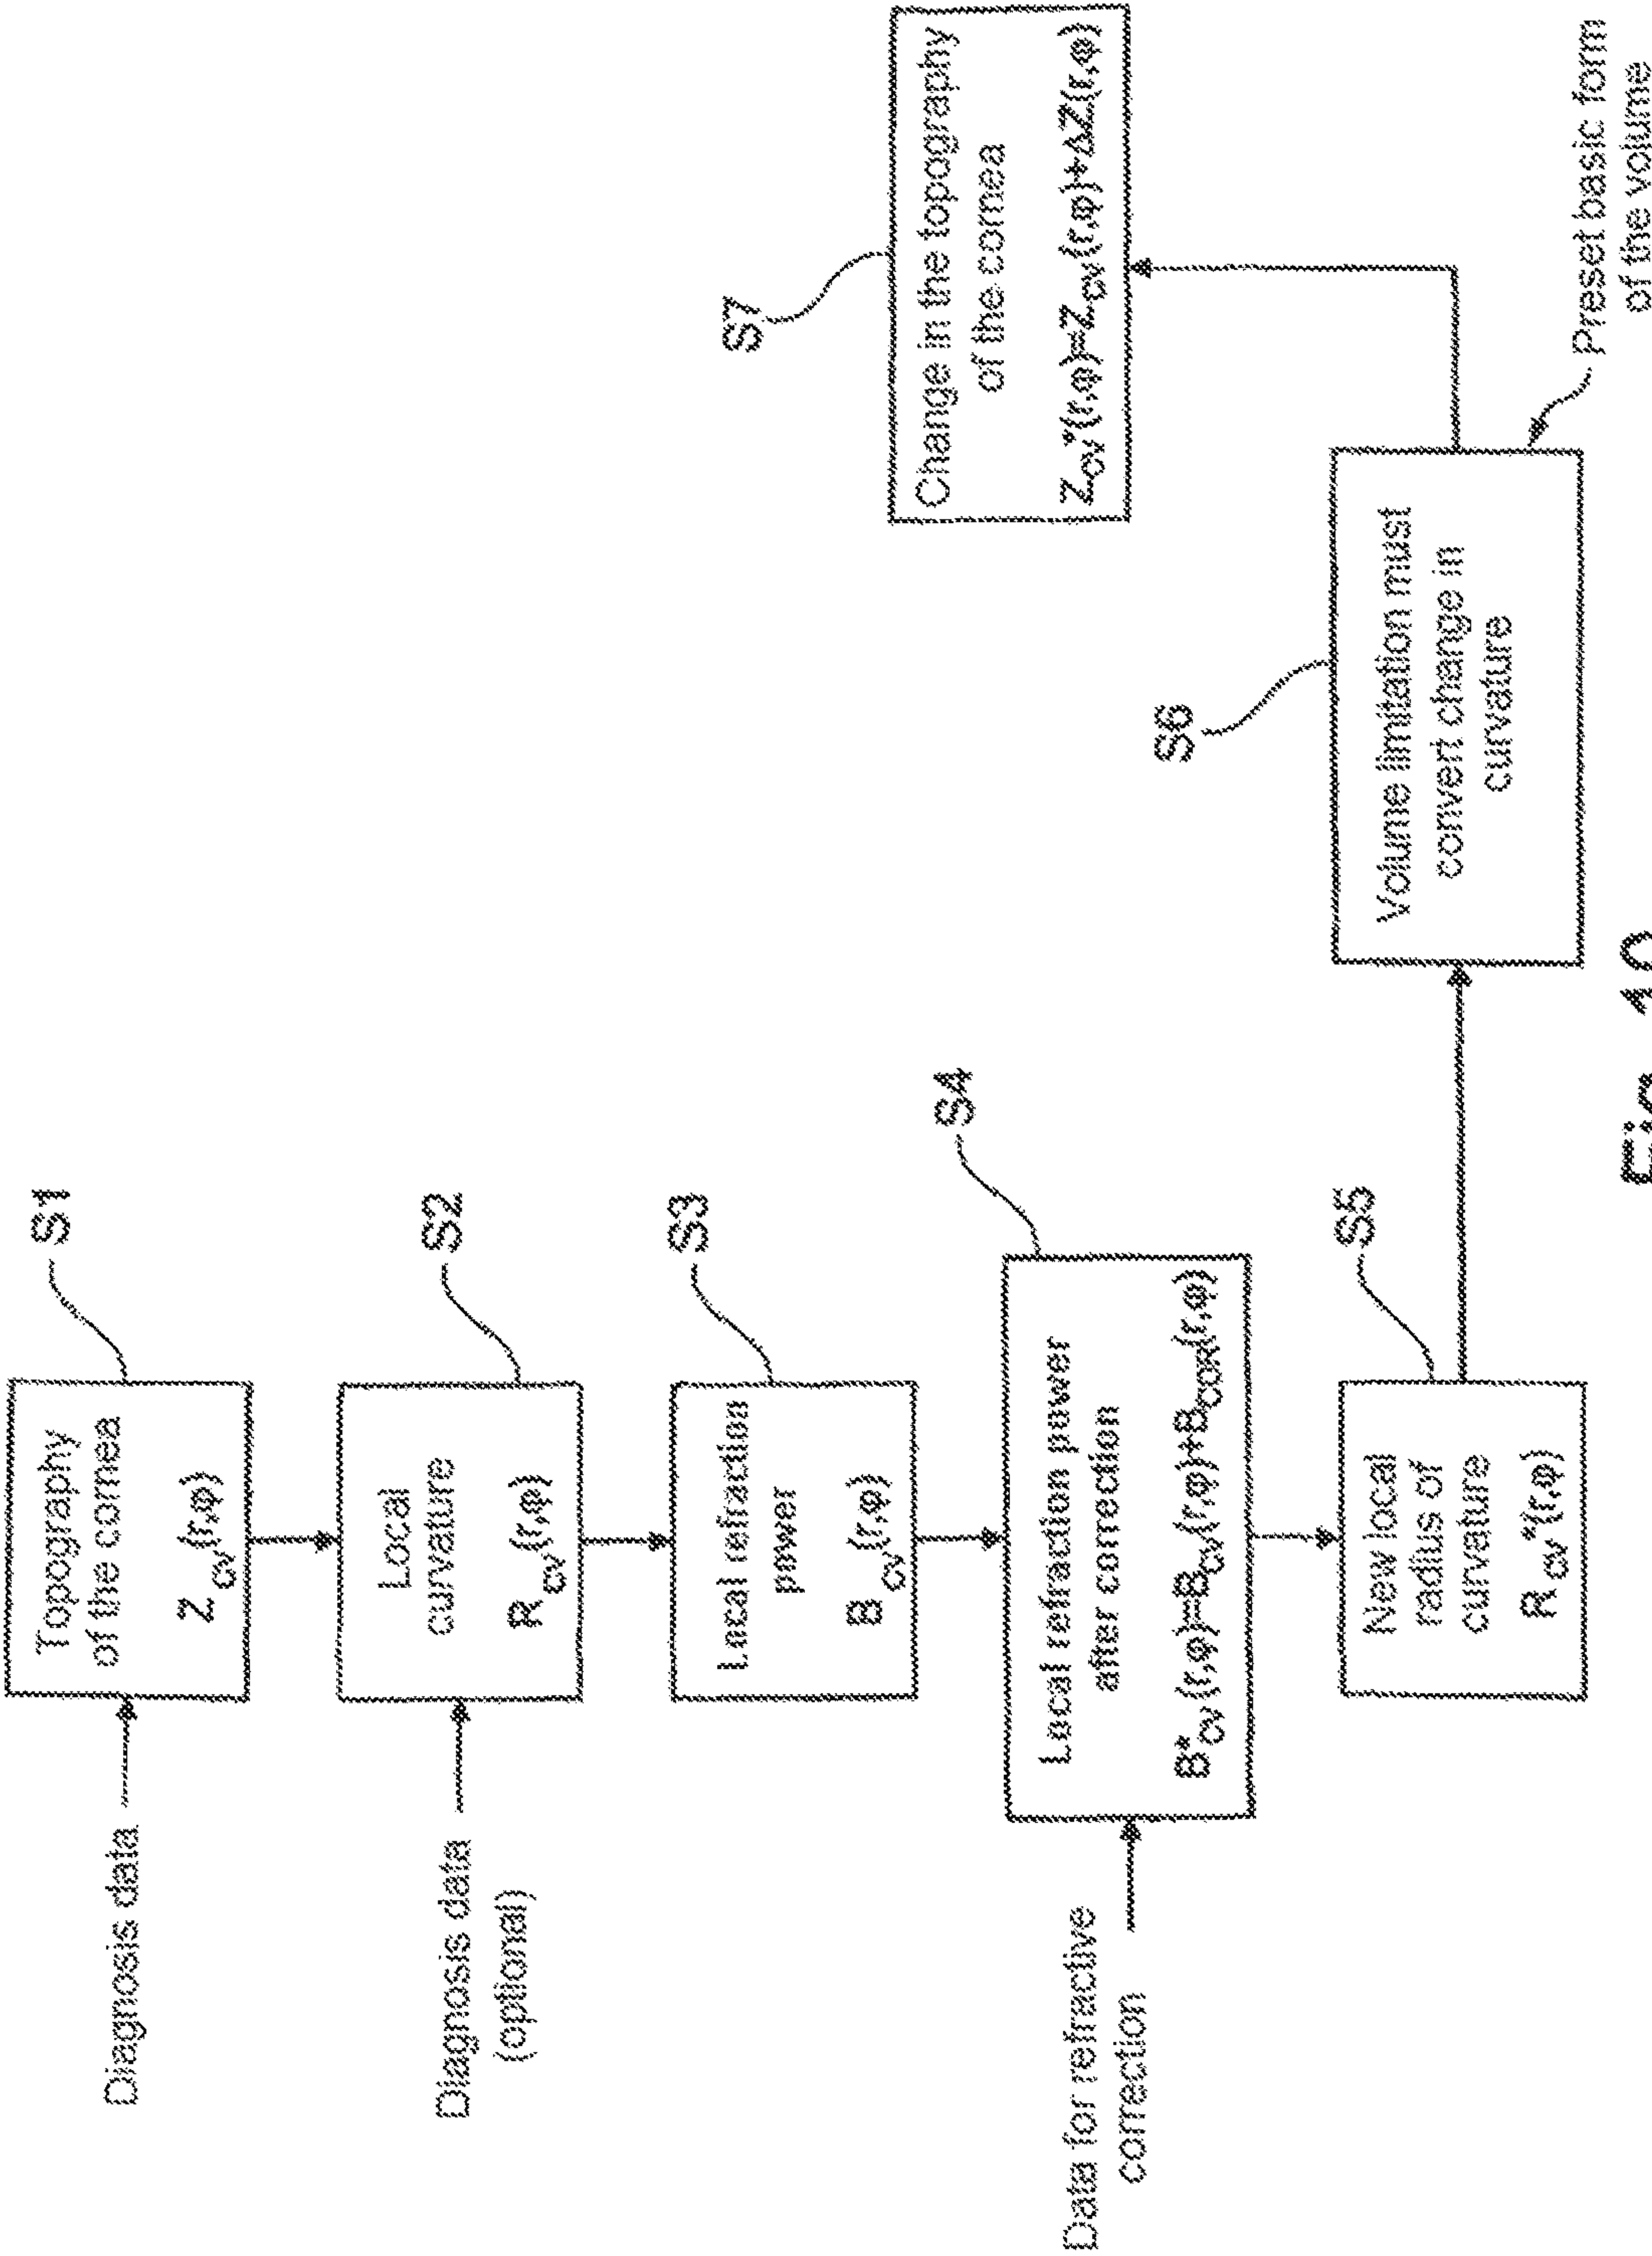 S1
Diagnosis data
Topography
of the cornea
Z_CV(r,φ)
S2
Diagnosis data
(optional)
Local
curvature
R_CV(r,φ)
S3
Local refraction
power
B_CV(r,φ)
S4
Data for refractive
correction
Local refraction power
after correction
B*_CV(r,φ)=B_CV(r,φ)+B_COR(r,φ)
S5
New local
radius of
curvature
R_CV*(r,φ)
S6
Volume limitation must
convert change in
curvature
Preset basic form
of the volume
S7
Change in the topography
of the cornea
Z_CV*(r,φ)=Z_CV(r,φ)+ΔZ(r,φ)
Fig. 10